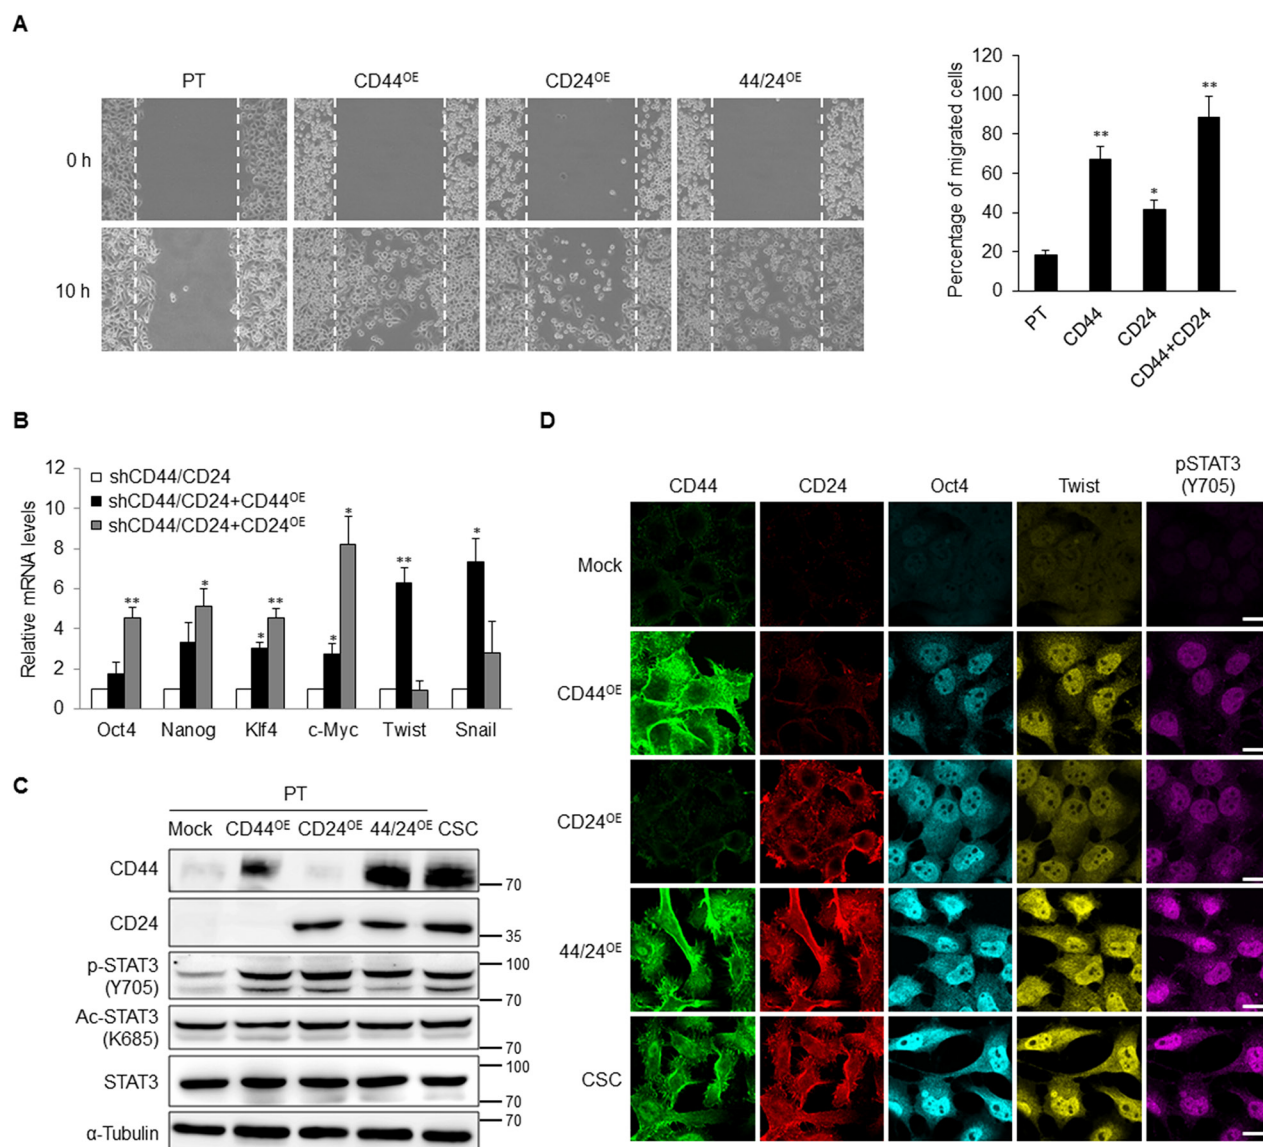 A
PT CD44OE CD24OE 44/24OE
0 h
10 h
Percentage of migrated cells
120
100
80
60
40
20
0
** * **
PT CD44 CD24 CD44+CD24
B
Relative mRNA levels
12
10
8
6
4
2
0
shCD44/CD24
shCD44/CD24+CD44OE
shCD44/CD24+CD24OE
** * * ** * * ** *
Oct4 Nanog Klf4 c-Myc Twist Snail
C
PT
Mock CD44OE CD24OE 44/24OE CSC
CD44
70
CD24
35
p-STAT3
(Y705)
100
70
Ac-STAT3
(K685)
70
STAT3
100
70
α-Tubulin
70
D
CD44 CD24 Oct4 Twist pSTAT3
(Y705)
Mock
CD44OE
CD24OE
44/24OE
CSC